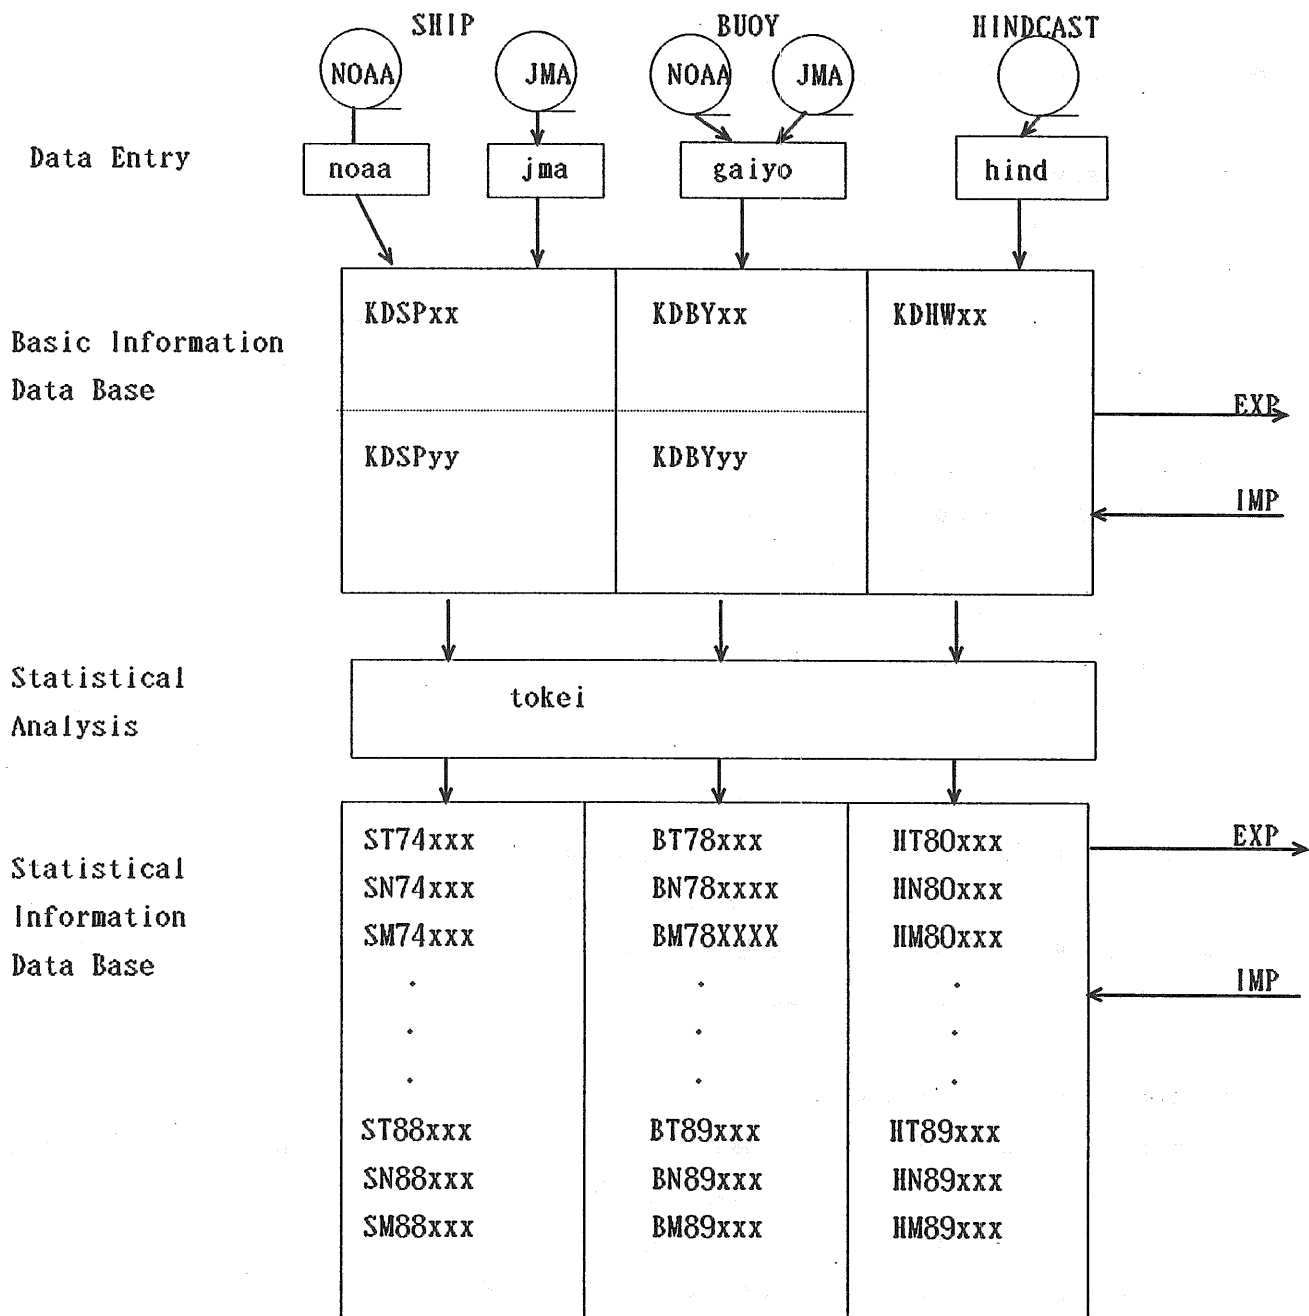 SHIP BUOY HINDCAST
NOAA JMA NOAA JMA
Data Entry noaa jma gaiyo hind
KDSPxx KDBYxx KDHWxx
Basic Information
Data Base
EXP
KDSPyy KDBYyy
IMP
Statistical
Analysis
tokei
ST74xxx BT78xxx HT80xxx EXP
Statistical
SN74xxx BN78xxxx HN80xxx
Information
SM74xxx BM78XXXX HM80xxx
Data Base
IMP
ST88xxx BT89xxx HT89xxx
SN88xxx BN89xxx HN89xxx
SM88xxx BM89xxx HM89xxx